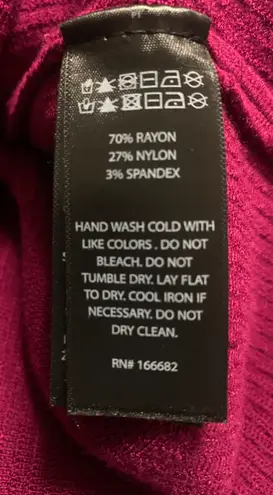 70% RAYON
27% NYLON
3% SPANDEX
HAND WASH COLD WITH
LIKE COLORS . DO NOT
BLEACH. DO NOT
TUMBLE DRY. LAY FLAT
TO DRY. COOL IRON IF
NECESSARY. DO NOT
DRY CLEAN.
RN# 166682